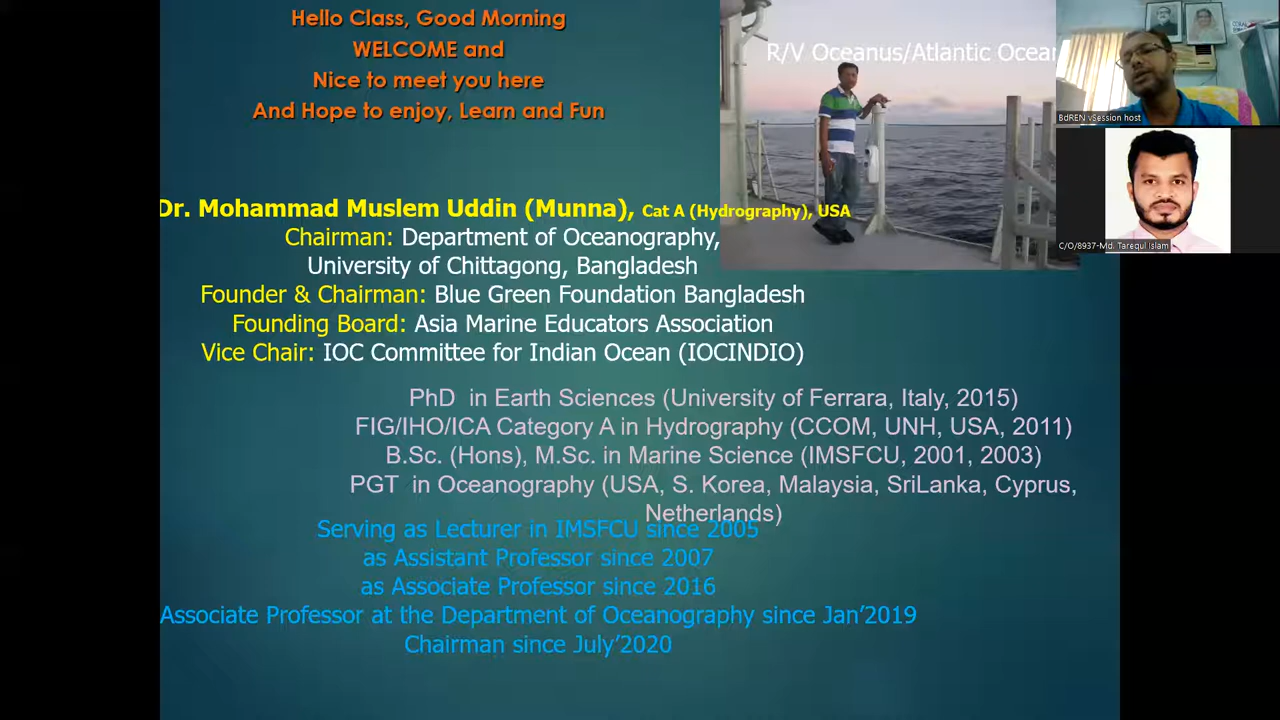 Hello Class, Good Morning
WELCOME and
Nice to meet you here
And Hope to enjoy, Learn and Fun
R/V Oceanus/Atlantic Ocean
BdREN vSession host
C/O/8937-Md. Tarequl Islam
Dr. Mohammad Muslem Uddin (Munna), Cat A (Hydrography), USA
Chairman: Department of Oceanography,
University of Chittagong, Bangladesh
Founder & Chairman: Blue Green Foundation Bangladesh
Founding Board: Asia Marine Educators Association
Vice Chair: IOC Committee for Indian Ocean (IOCINDIO)
PhD in Earth Sciences (University of Ferrara, Italy, 2015)
FIG/IHO/ICA Category A in Hydrography (CCOM, UNH, USA, 2011)
B.Sc. (Hons), M.Sc. in Marine Science (IMSFCU, 2001, 2003)
PGT in Oceanography (USA, S. Korea, Malaysia, SriLanka, Cyprus,
Netherlands)
Serving as Lecturer in IMSFCU since 2005
as Assistant Professor since 2007
as Associate Professor since 2016
Associate Professor at the Department of Oceanography since Jan’2019
Chairman since July’2020